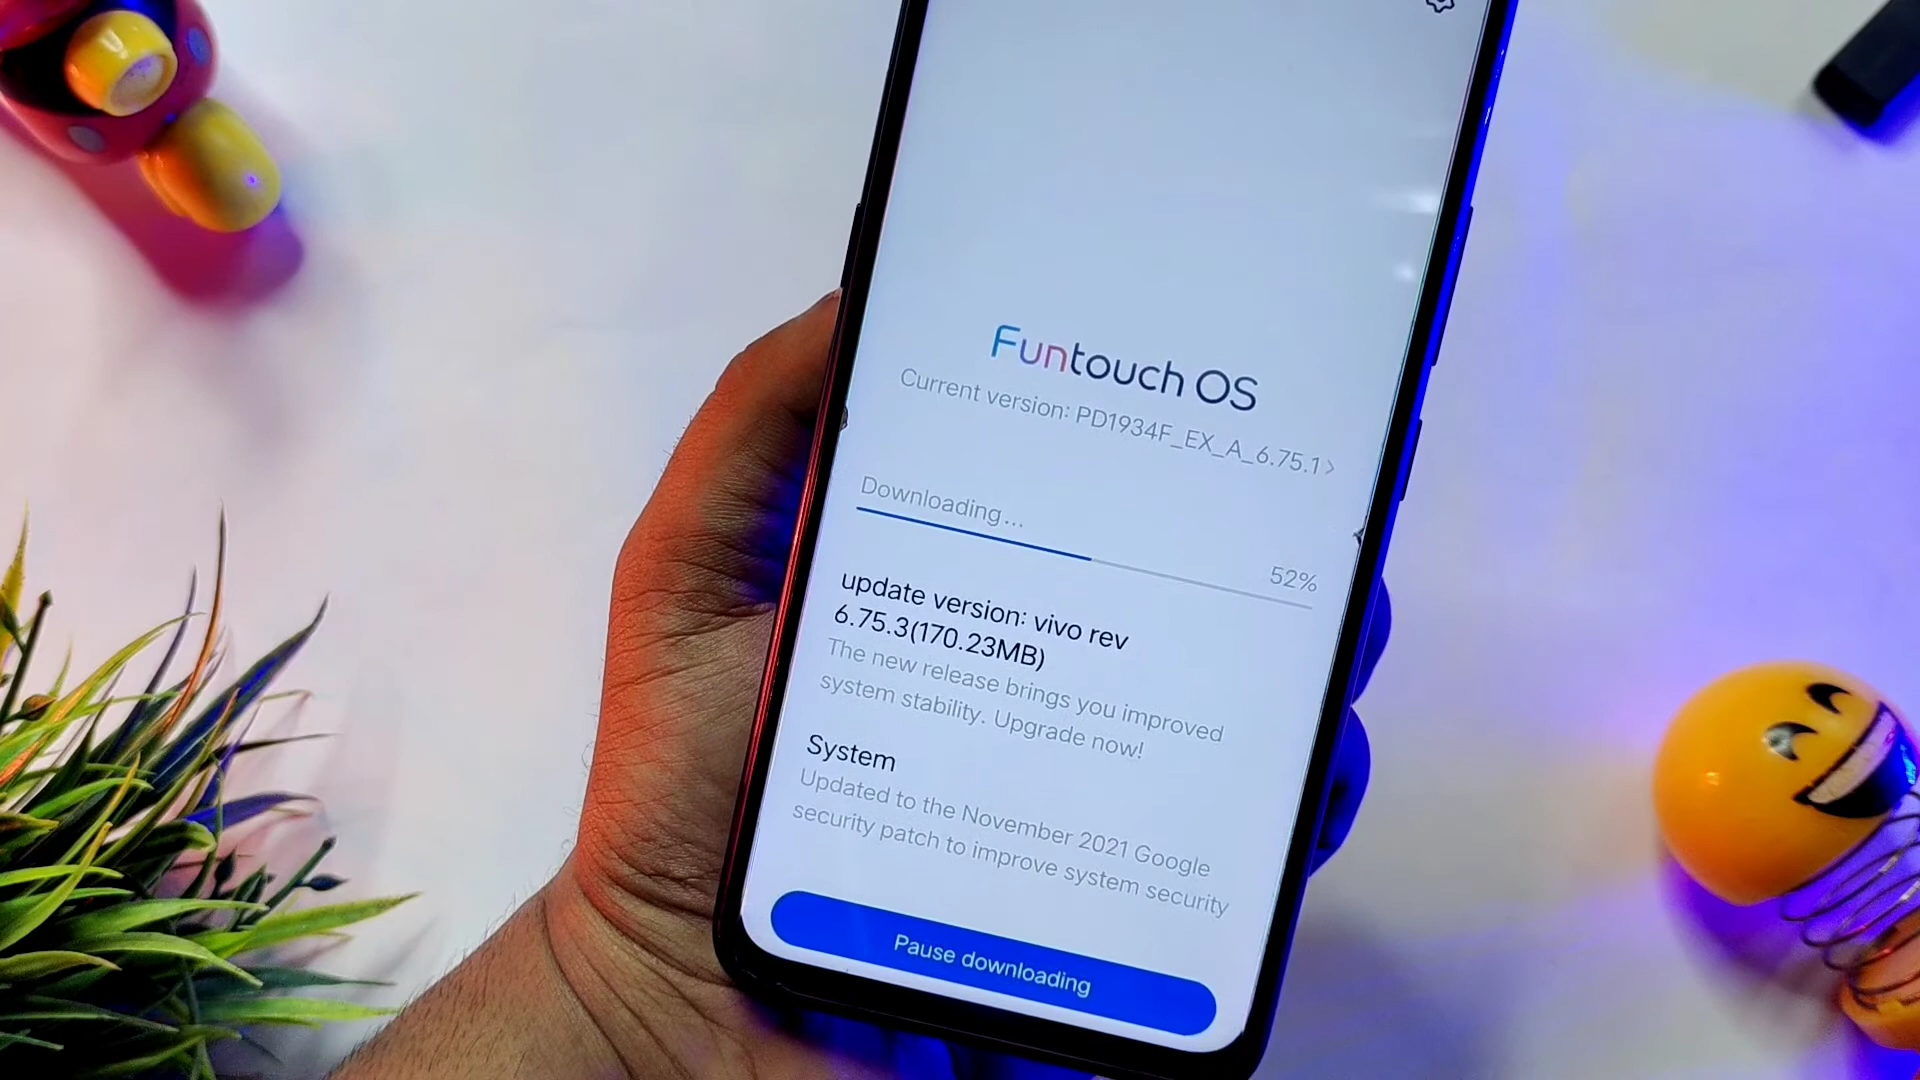 Funtouch OS
Current version: PD1934F_EX_A_6.75.1>
Downloading...
52%
update version: vivo rev
6.75.3(170.23MB)
The new release brings you improved
system stability. Upgrade now!
System
Updated to the November 2021 Google
security patch to improve system security
Pause downloading